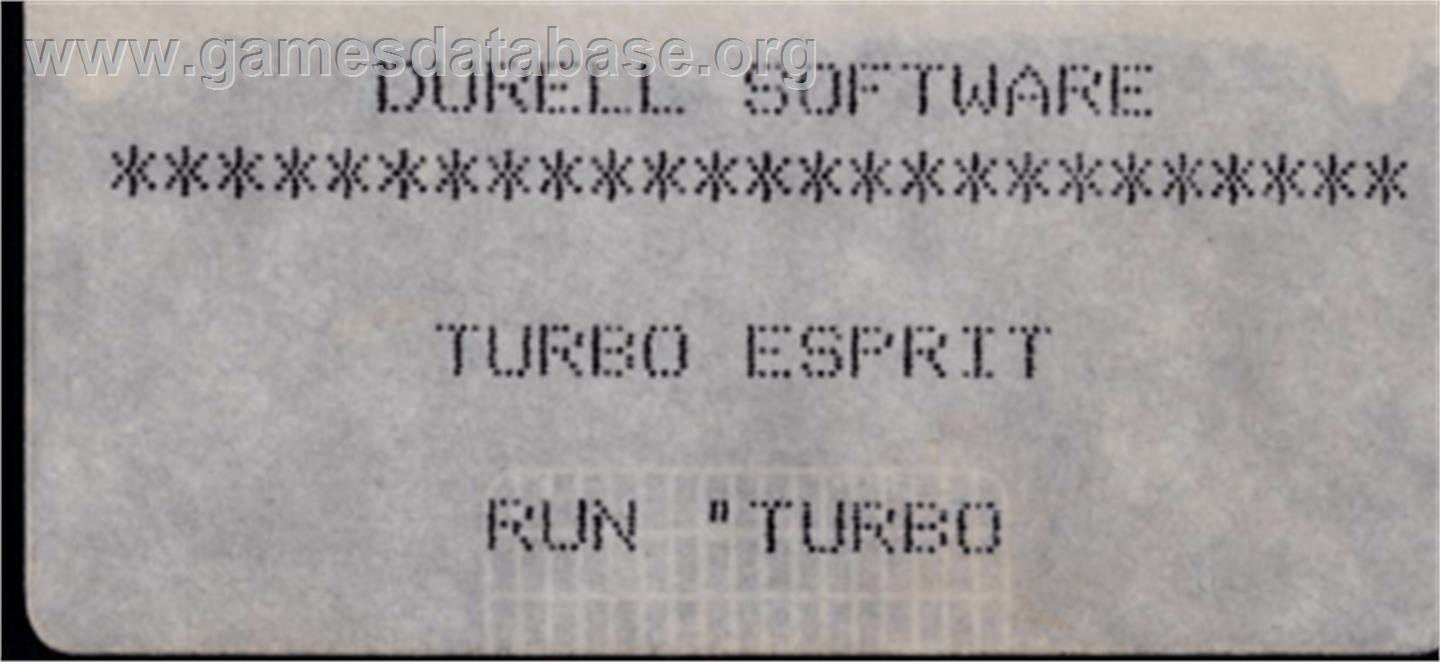 www.gamesdatabase.org
DURELL SOFTWARE
**************************
TURBO ESPRIT
RUN "TURBO